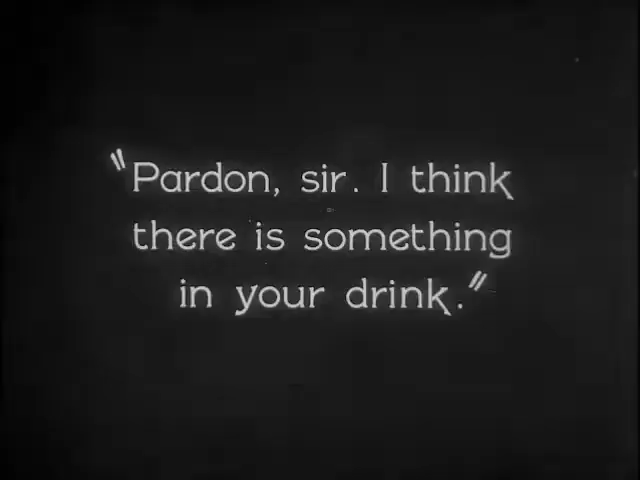 "Pardon, sir. I think
there is something
in your drink."